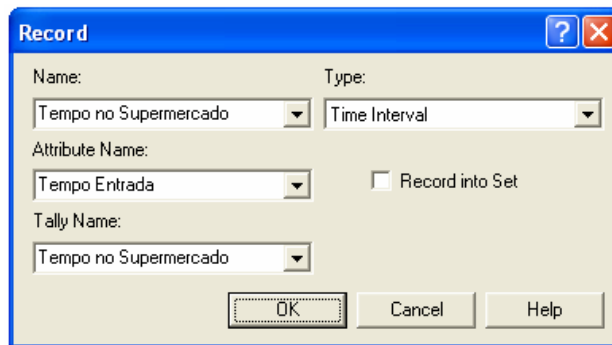 Record
Name: Type:
Tempo no Supermercado Time Interval
Attribute Name:
Tempo Entrada Record into Set
Tally Name:
Tempo no Supermercado
OK Cancel Help